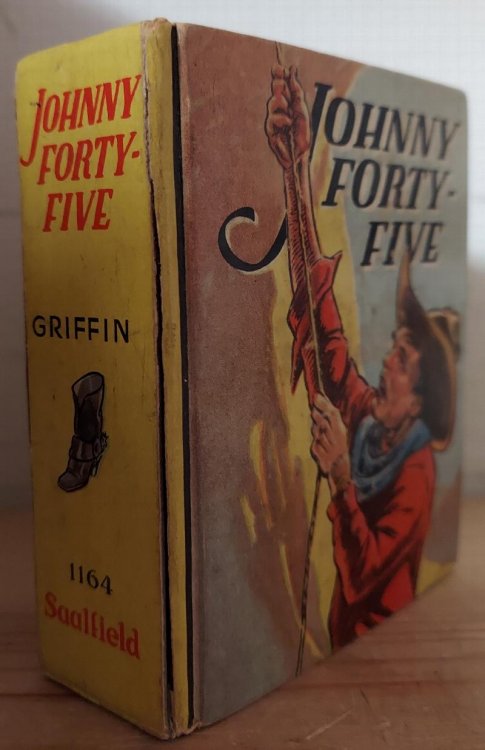 JOHNNY
FORTY-
FIVE
GRIFFIN
1164
Saalfield
JOHNNY
FORTY-
FIVE